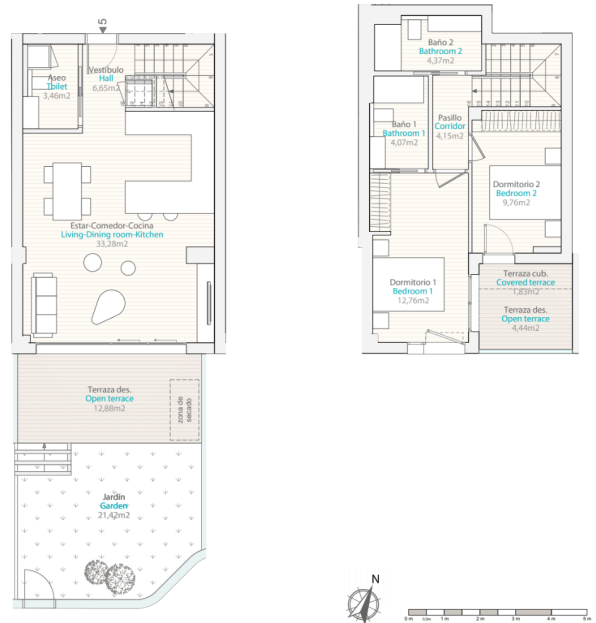 5
Aseo
Toilet
3,46m2
Vestíbulo
Hall
6,65m2
Estar-Comedor-Cocina
Living-Dining room-Kitchen
33,28m2
Terraza des.
Open terrace
12,88m2
zona de
secado
Jardín
Garden
21,42m2
Baño 2
Bathroom 2
4,37m2
Baño 1
Bathroom 1
4,07m2
Pasillo
Corridor
4,15m2
Dormitorio 2
Bedroom 2
9,76m2
Dormitorio 1
Bedroom 1
12,76m2
Terraza cub.
Covered terrace
1,83m2
Terraza des.
Open terrace
4,44m2
N
0 m 0,5m 1 m 2 m 3 m 4 m 5 m